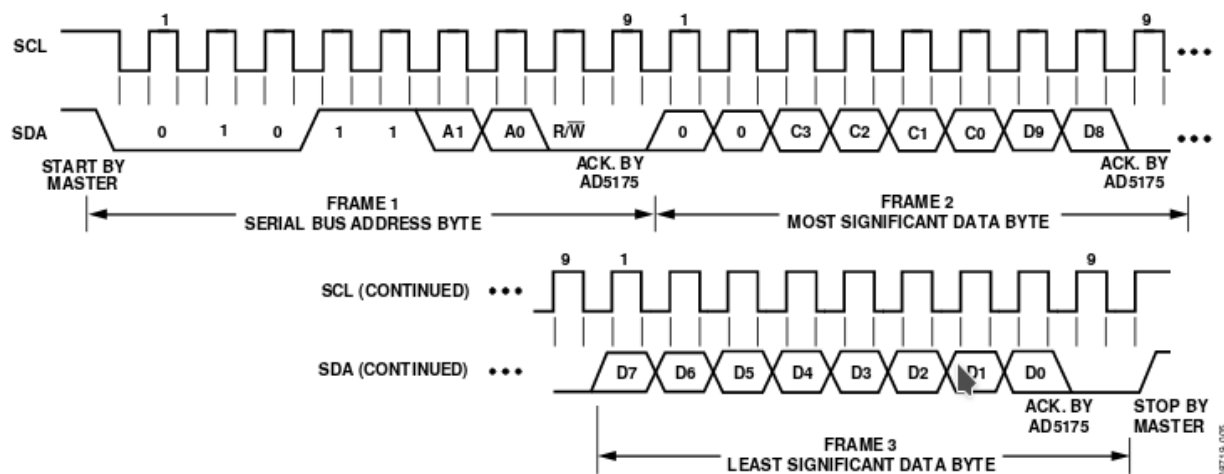 1 9 1 9
SCL
SDA 0 1 0 1 1 A1 A0 R/W 0 0 C3 C2 C1 C0 D9 D8
START BY
MASTER
ACK. BY
AD5175
ACK. BY
AD5175
FRAME 1
SERIAL BUS ADDRESS BYTE
FRAME 2
MOST SIGNIFICANT DATA BYTE
9 1 9
SCL (CONTINUED)
SDA (CONTINUED) D7 D6 D5 D4 D3 D2 D1 D0
ACK. BY
AD5175
STOP BY
MASTER
FRAME 3
LEAST SIGNIFICANT DATA BYTE